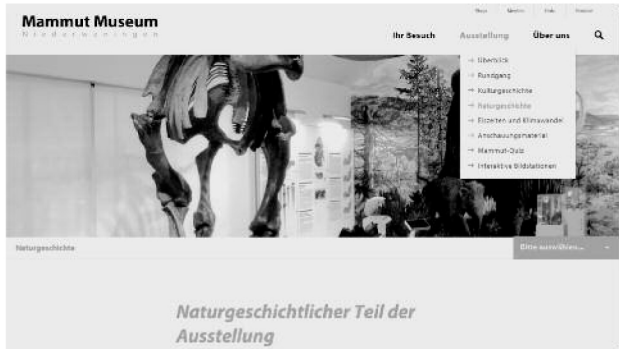 Mammut Museum
Niederweningen
Ihr Besuch
Ausstellung
Über uns
→ Überblick
→ Rundgang
→ Kulturgeschichte
→ Naturgeschichte
→ Eiszeiten und Klimawandel
→ Anschauungsmaterial
→ Mammut-Quiz
→ Interaktive Bildstationen
Naturgeschichte
Bitte auswählen...
Naturgeschichtlicher Teil der
Ausstellung